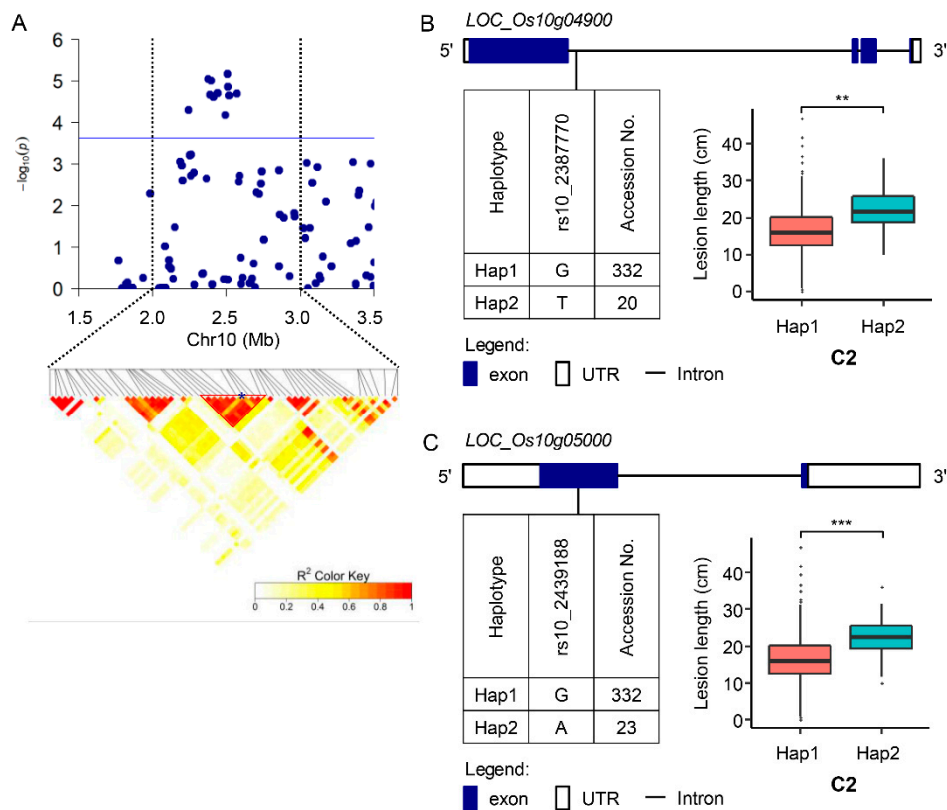 A
−log₁₀(p)
6
5
4
3
2
1
0
1.5 2.0 2.5 3.0 3.5
Chr10 (Mb)
*
R² Color Key
0 0.2 0.4 0.6 0.8 1
B
LOC_Os10g04900
5' 3'
Haplotype rs10_2387770 Accession No.
Hap1 G 332
Hap2 T 20
Legend:
exon UTR Intron
Lesion length (cm)
40
30
20
10
0
**
Hap1 Hap2
C2
C
LOC_Os10g05000
5' 3'
Haplotype rs10_2439188 Accession No.
Hap1 G 332
Hap2 A 23
Legend:
exon UTR Intron
Lesion length (cm)
40
30
20
10
0
***
Hap1 Hap2
C2